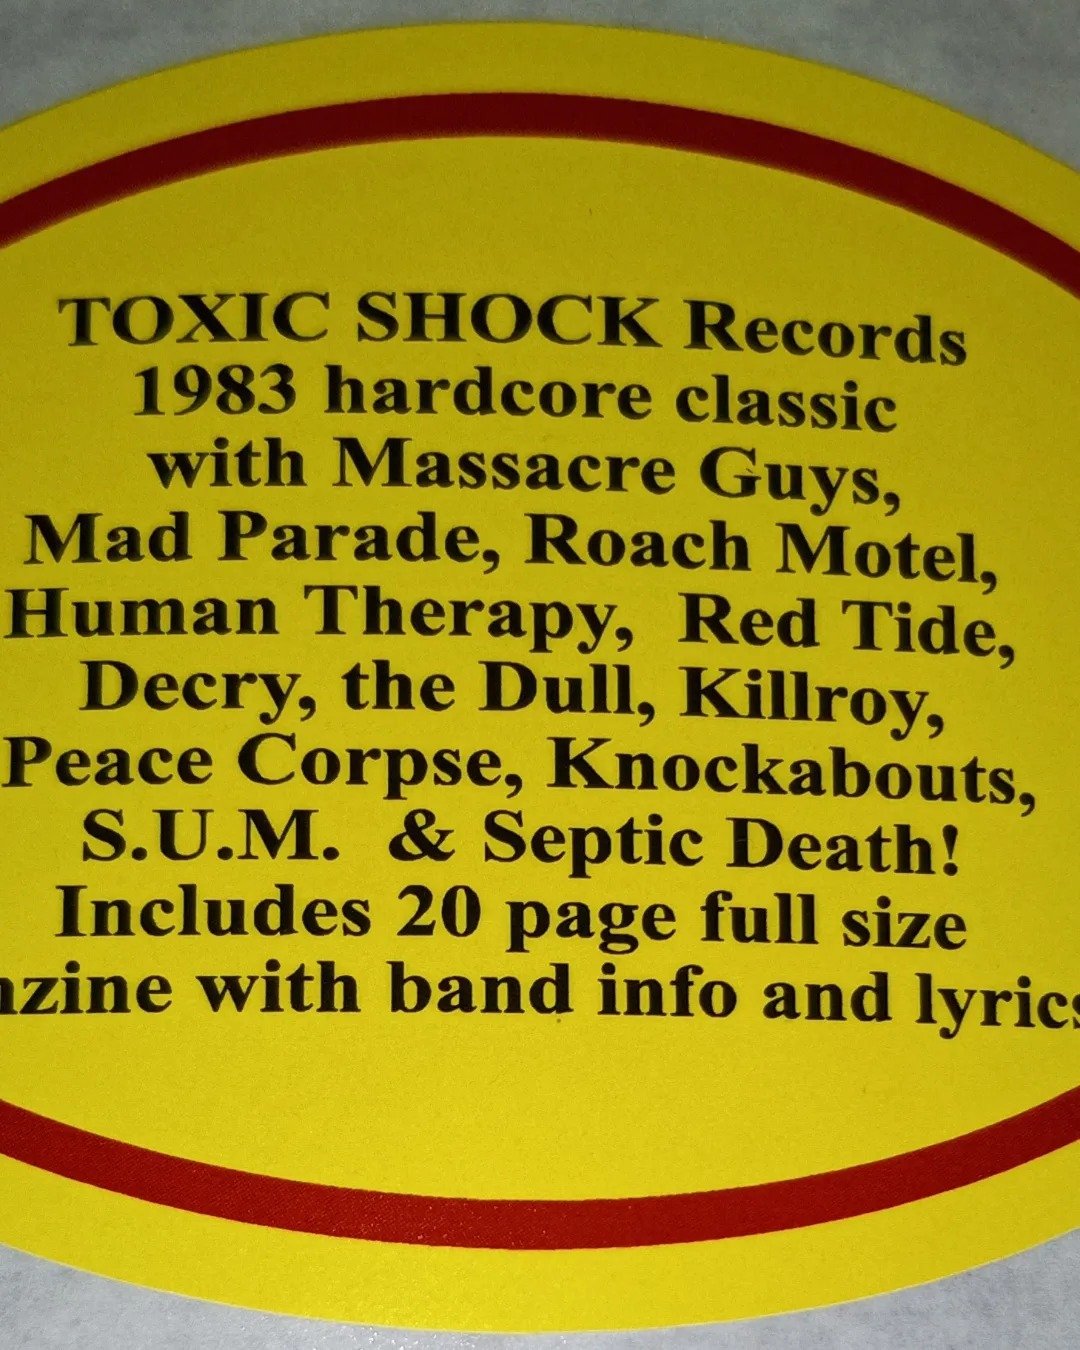 TOXIC SHOCK Records
1983 hardcore classic
with Massacre Guys,
Mad Parade, Roach Motel,
Human Therapy, Red Tide,
Decry, the Dull, Killroy,
Peace Corpse, Knockabouts,
S.U.M. & Septic Death!
Includes 20 page full size
nzine with band info and lyrics